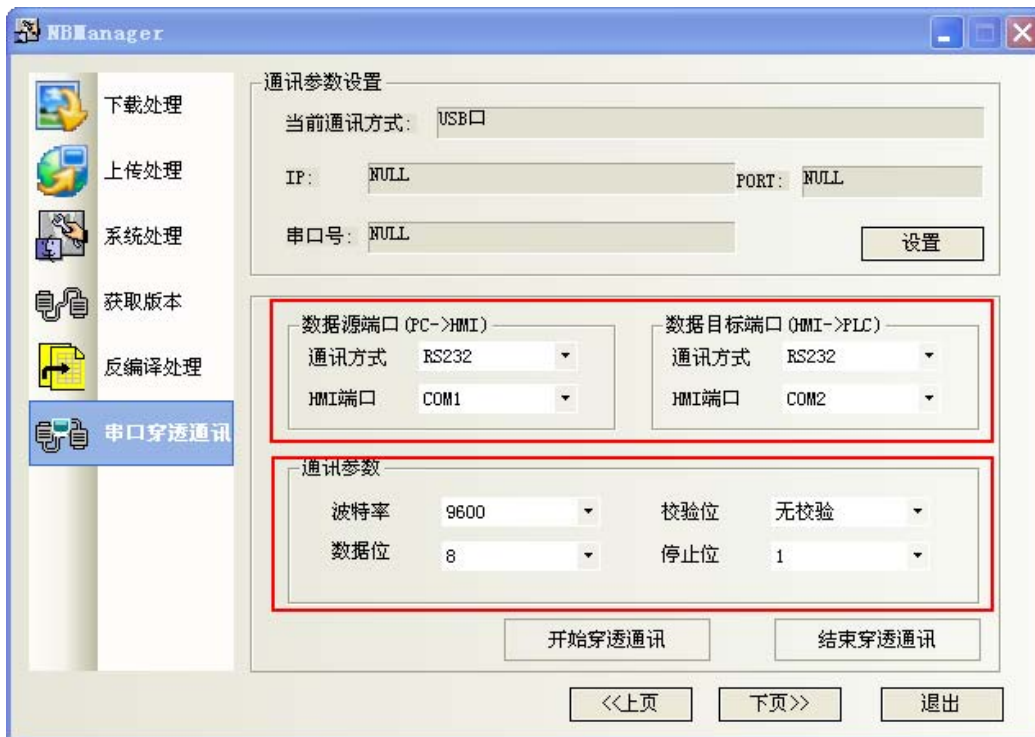 NBManager
下载处理
上传处理
系统处理
获取版本
反编译处理
串口穿透通讯
通讯参数设置
当前通讯方式: USB口
IP: NULL PORT: NULL
串口号: NULL 设置
数据源端口(PC->HMI) 数据目标端口(HMI->PLC)
通讯方式 RS232 通讯方式 RS232
HMI端口 COM1 HMI端口 COM2
通讯参数
波特率 9600 校验位 无校验
数据位 8 停止位 1
开始穿透通讯 结束穿透通讯
<<上页 下页>> 退出